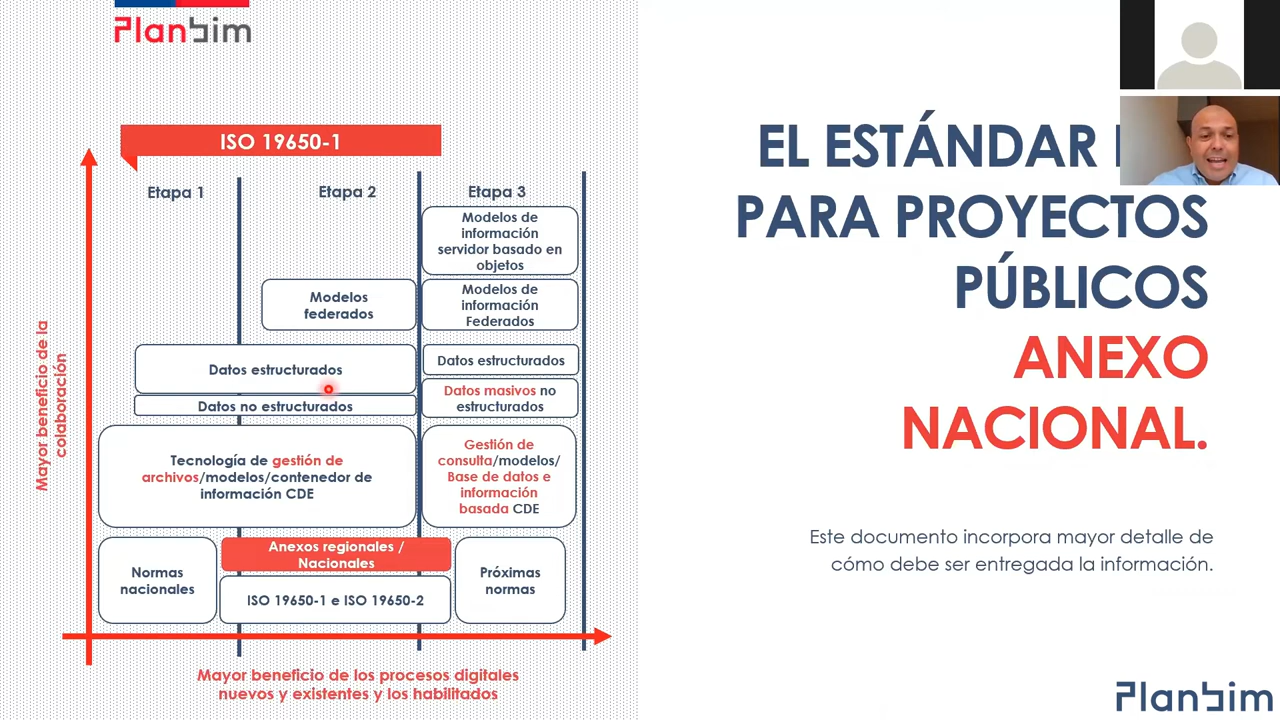 PlanBim
ISO 19650-1
Etapa 1
Etapa 2
Etapa 3
Modelos de
información
servidor basado en
objetos
Modelos
federados
Modelos de
información
Federados
Datos estructurados
Datos estructurados
Datos no estructurados
Datos masivos no
estructurados
Tecnología de gestión de
archivos/modelos/contenedor de
información CDE
Gestión de
consulta/modelos/
Base de datos e
información
basada CDE
Normas
nacionales
Anexos regionales /
Nacionales
ISO 19650-1 e ISO 19650-2
Próximas
normas
Mayor beneficio de la
colaboración
Mayor beneficio de los procesos digitales
nuevos y existentes y los habilitados
EL ESTÁNDAR
PARA PROYECTOS
PÚBLICOS
ANEXO
NACIONAL.
Este documento incorpora mayor detalle de
cómo debe ser entregada la información.
PlanBim